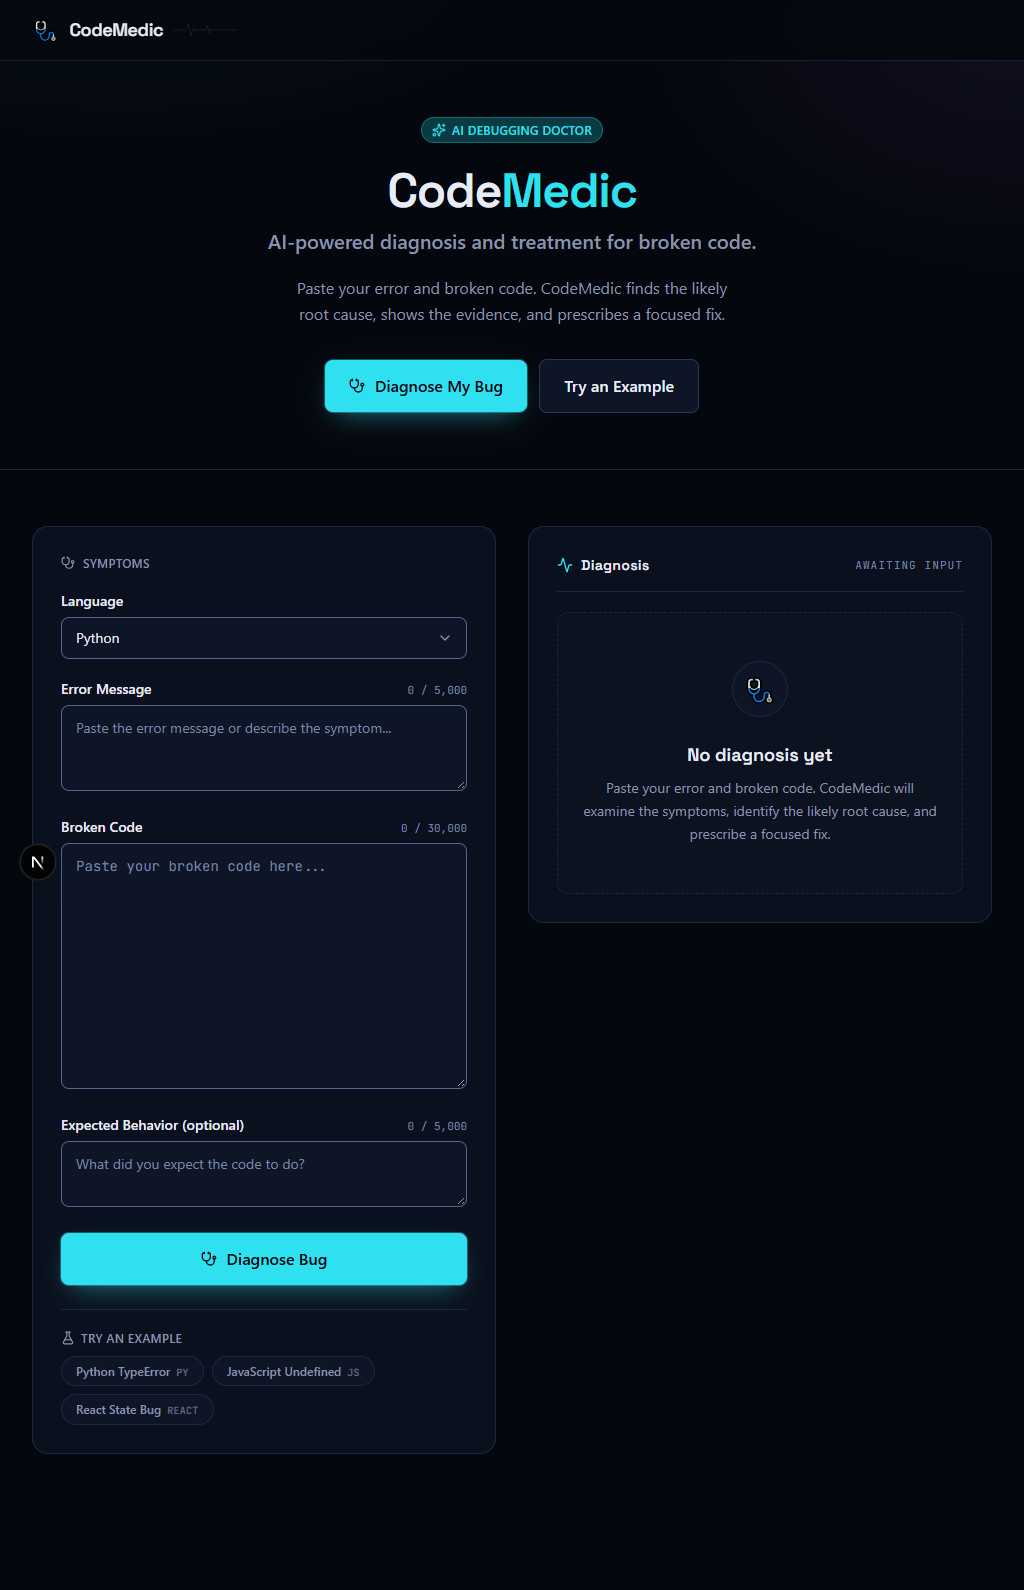 CodeMedic
AI DEBUGGING DOCTOR
CodeMedic
AI-powered diagnosis and treatment for broken code.
Paste your error and broken code. CodeMedic finds the likely
root cause, shows the evidence, and prescribes a focused fix.
Diagnose My Bug
Try an Example
SYMPTOMS
Language
Python
Error Message
0 / 5,000
Paste the error message or describe the symptom...
Broken Code
0 / 30,000
Paste your broken code here...
Expected Behavior (optional)
0 / 5,000
What did you expect the code to do?
Diagnose Bug
TRY AN EXAMPLE
Python TypeError PY
JavaScript Undefined JS
React State Bug REACT
Diagnosis
AWAITING INPUT
No diagnosis yet
Paste your error and broken code. CodeMedic will
examine the symptoms, identify the likely root cause, and
prescribe a focused fix.
N